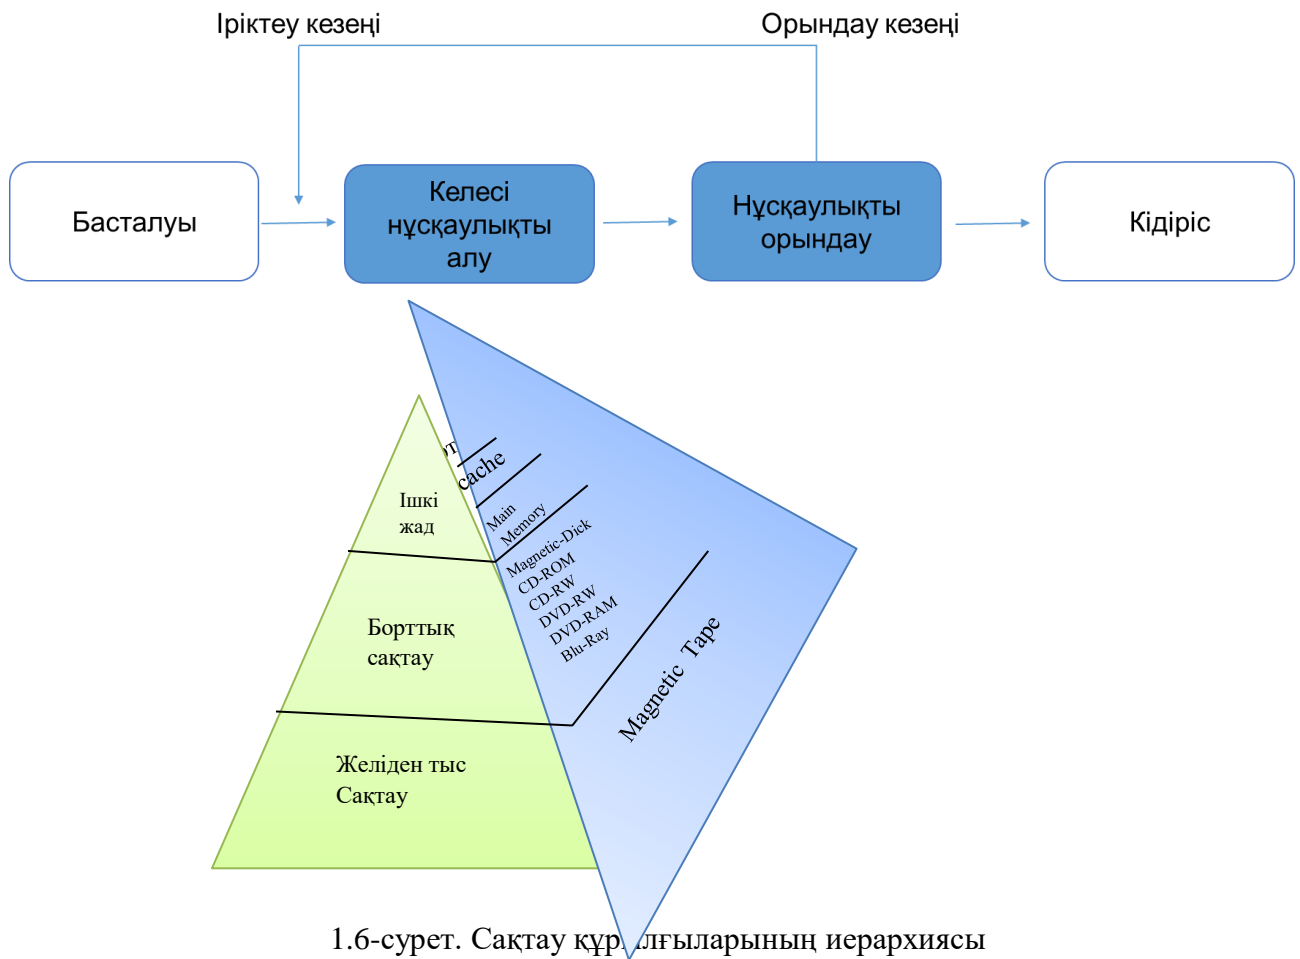 Іріктеу кезеңі
Орындау кезеңі
Басталуы
Келесі
нұсқаулықты
алу
Нұсқаулықты
орындау
Кідіріс
cache
Main
Memory
Magnetic-Dick
CD-ROM
CD-RW
DVD-RW
DVD-RAM
Blu-Ray
Magnetic Tape
Ішкі
жад
Борттық
сақтау
Желіден тыс
Сақтау
1.6-сурет. Сақтау иерархиясы